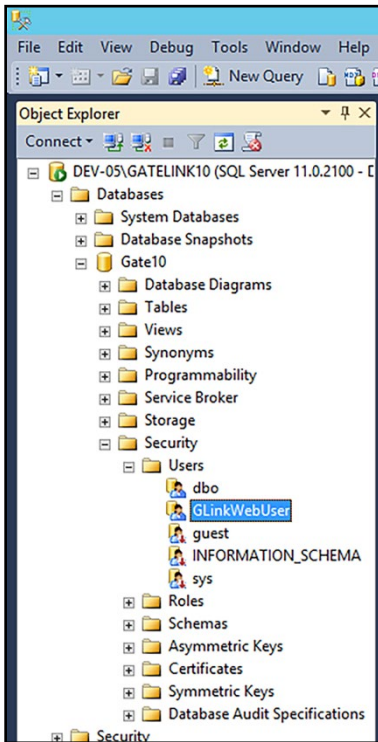 File Edit View Debug Tools Window Help
New Query
Object Explorer
Connect
DEV-05\GATELINK10 (SQL Server 11.0.2100 - D
Databases
System Databases
Database Snapshots
Gate10
Database Diagrams
Tables
Views
Synonyms
Programmability
Service Broker
Storage
Security
Users
dbo
GLinkWebUser
guest
INFORMATION_SCHEMA
sys
Roles
Schemas
Asymmetric Keys
Certificates
Symmetric Keys
Database Audit Specifications
Security